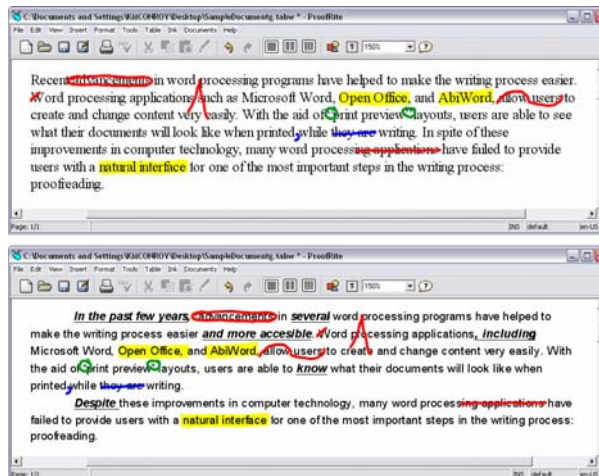 C:\Documents and Settings\ \Desktop\ * - ProofRite
File Edit View Insert Format Tools Table Ink Documents Help
150%
Recent advancements in word processing programs have helped to make the writing process easier.
Word processing applications such as Microsoft Word, Open Office, and AbiWord, allow users to
create and change content very easily. With the aid of print preview layouts, users are able to see
what their documents will look like when printed, while they are writing. In spite of these
improvements in computer technology, many word processing applications have failed to provide
users with a natural interface for one of the most important steps in the writing process:
proofreading.
Page: 1/1 INS default en-US
C:\Documents and Settings\ \Desktop\ * - ProofRite
File Edit View Insert Format Tools Table Ink Documents Help
150%
In the past few years, advancements in several word processing programs have helped to
make the writing process easier and more accesible. Word processing applications, including
Microsoft Word, Open Office, and AbiWord, allow users to create and change content very easily. With
the aid of print preview layouts, users are able to know what their documents will look like when
printed, while they are writing.
Despite these improvements in computer technology, many word processing applications have
failed to provide users with a natural interface for one of the most important steps in the writing process:
proofreading.
Page: 1/1 INS default en-US